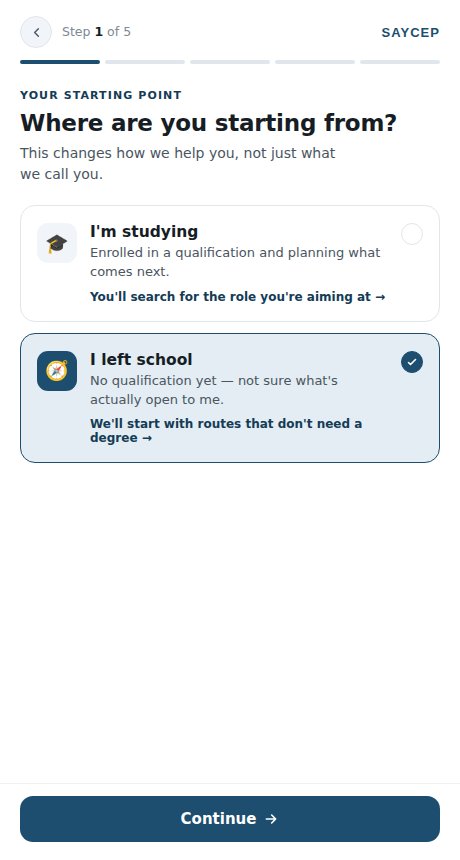 Step 1 of 5
SAYCEP
YOUR STARTING POINT
Where are you starting from?
This changes how we help you, not just what
we call you.
I'm studying
Enrolled in a qualification and planning what
comes next.
You'll search for the role you're aiming at →
I left school
No qualification yet — not sure what's
actually open to me.
We'll start with routes that don't need a
degree →
Continue →